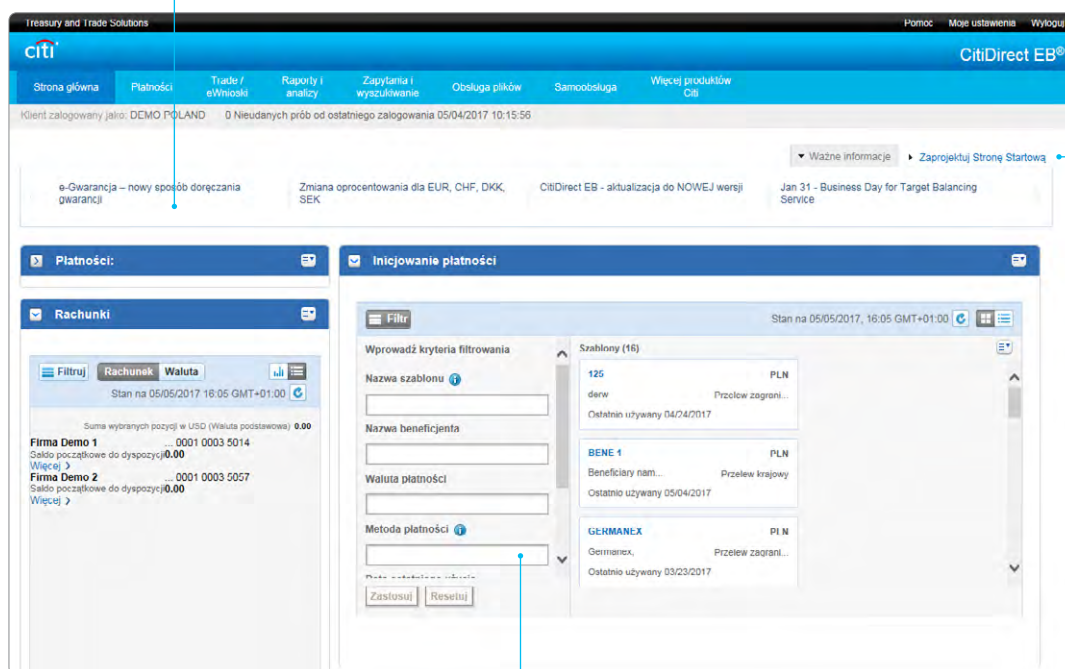 Treasury and Trade Solutions
Pomoc Moje ustawienia Wyloguj
citi
CitiDirect EB®
Strona główna Płatności Trade / eWnioski Raporty i analizy Zapytania i wyszukiwanie Obsługa plików Samoobsługa Więcej produktów Citi
Klient zalogowany jako: DEMO POLAND 0 Nieudanych prób od ostatniego zalogowania 05/04/2017 10:15:56
Ważne informacje Zaprojektuj Stronę Startową
e-Gwarancja – nowy sposób doręczania
gwarancji
Zmiana oprocentowania dla EUR, CHF, DKK,
SEK
CitiDirect EB - aktualizacja do NOWEJ wersji
Jan 31 - Business Day for Target Balancing
Service
Płatności:
Rachunki
Filtruj Rachunek Waluta
Stan na 05/05/2017 16:05 GMT+01:00
Suma wybranych pozycji w USD (Waluta podstawowa) 0.00
Firma Demo 1 ... 0001 0003 5014
Saldo początkowe do dyspozycji 0.00
Więcej
Firma Demo 2 ... 0001 0003 5057
Saldo początkowe do dyspozycji 0.00
Więcej
Inicjowanie płatności
Filtr
Stan na 05/05/2017, 16:05 GMT+01:00
Wprowadź kryteria filtrowania
Nazwa szablonu
Nazwa beneficjenta
Waluta płatności
Metoda płatności
Data ostatniego użycia
Zastosuj Resetuj
Szablony (16)
125 PLN
derw Przelew zagrani...
Ostatnio używany 04/24/2017
BENE 1 PLN
Beneficiary nam... Przelew krajowy
Ostatnio używany 05/04/2017
GERMANEX PLN
Germanex, Przelew zagrani...
Ostatnio używany 03/23/2017